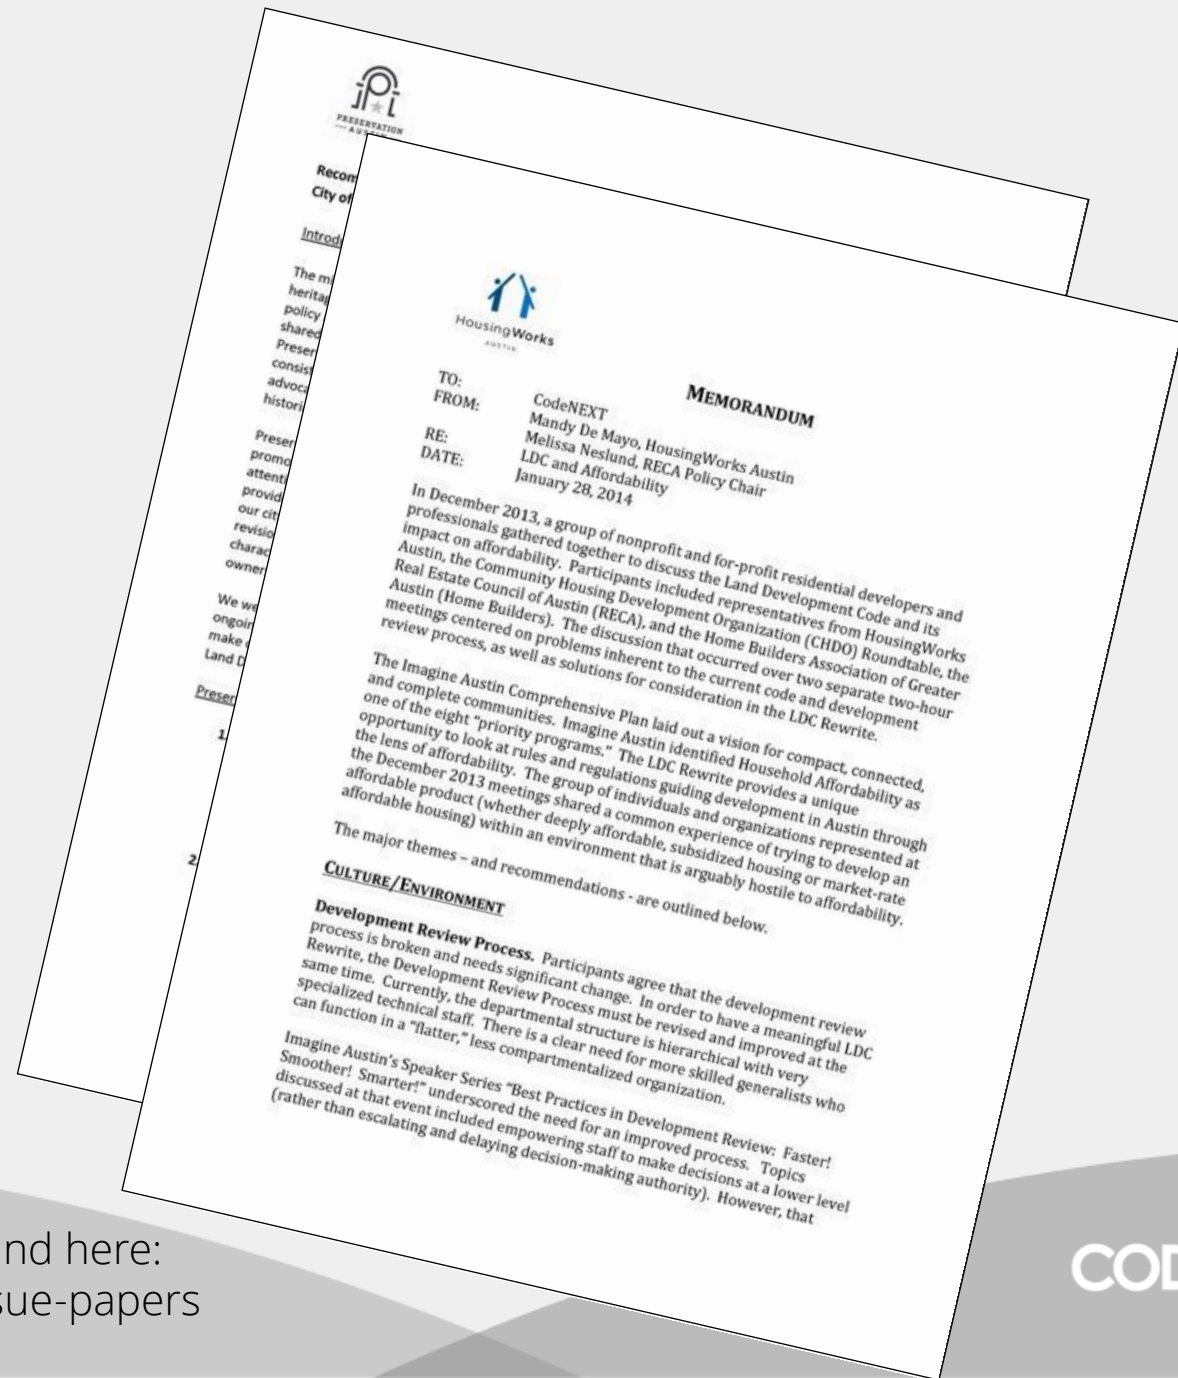 PRESERVATION
AUSTIN
Recom
City of
Introdu
The mi
heritag
policy
shared
Preser
consist
advoca
histori
Preser
promo
attenti
provid
our cit
revisio
charac
owner
We we
ongoin
make
Land D
Preser
1.
2.
HousingWorks
AUSTIN
MEMORANDUM
TO: CodeNEXT
FROM: Mandy De Mayo, HousingWorks Austin
Melissa Neslund, RECA Policy Chair
RE: LDC and Affordability
DATE: January 28, 2014
In December 2013, a group of nonprofit and for-profit residential developers and
professionals gathered together to discuss the Land Development Code and its
impact on affordability. Participants included representatives from HousingWorks
Austin, the Community Housing Development Organization (CHDO) Roundtable, the
Real Estate Council of Austin (RECA), and the Home Builders Association of Greater
Austin (Home Builders). The discussion that occurred over two separate two-hour
meetings centered on problems inherent to the current code and development
review process, as well as solutions for consideration in the LDC Rewrite.
The Imagine Austin Comprehensive Plan laid out a vision for compact, connected,
and complete communities. Imagine Austin identified Household Affordability as
one of the eight "priority programs." The LDC Rewrite provides a unique
opportunity to look at rules and regulations guiding development in Austin through
the lens of affordability. The group of individuals and organizations represented at
the December 2013 meetings shared a common experience of trying to develop an
affordable product (whether deeply affordable, subsidized housing or market-rate
affordable housing) within an environment that is arguably hostile to affordability.
The major themes – and recommendations - are outlined below.
CULTURE/ENVIRONMENT
Development Review Process. Participants agree that the development review
process is broken and needs significant change. In order to have a meaningful LDC
Rewrite, the Development Review Process must be revised and improved at the
same time. Currently, the departmental structure is hierarchical with very
specialized technical staff. There is a clear need for more skilled generalists who
can function in a "flatter," less compartmentalized organization.
Imagine Austin's Speaker Series "Best Practices in Development Review: Faster!
Smoother! Smarter!" underscored the need for an improved process. Topics
discussed at that event included empowering staff to make decisions at a lower level
(rather than escalating and delaying decision-making authority). However, that
nd here:
sue-papers
COD